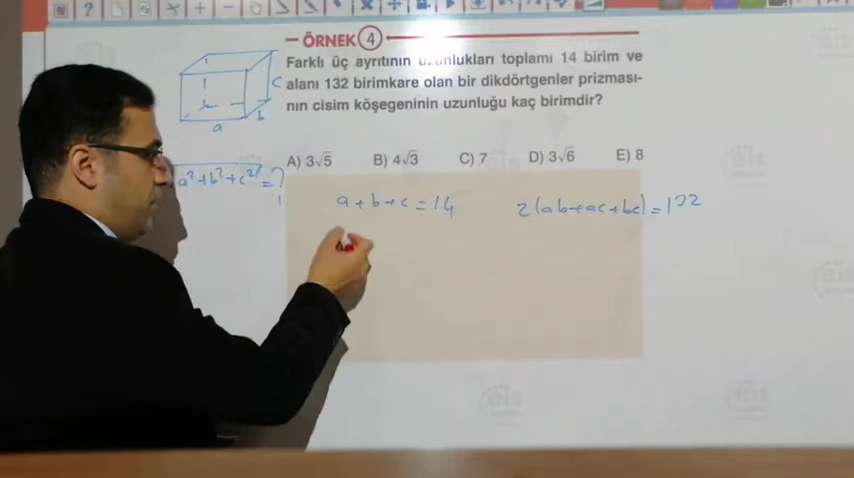 ÖRNEK 4
Farklı üç ayrıtının uzunlukları toplamı 14 birim ve
alanı 132 birimkare olan bir dikdörtgenler prizması-
nın cisim köşegeninin uzunluğu kaç birimdir?
a b c
A) 3√5 B) 4√3 C) 7 D) 3√6 E) 8
√a²+b²+c² = ?
a+b+c = 14 2(ab+ac+bc) = 132